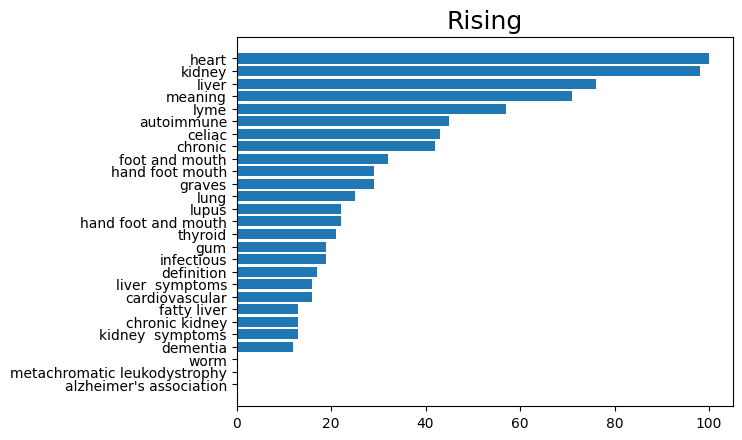 Rising
heart
kidney
liver
meaning
lyme
autoimmune
celiac
chronic
foot and mouth
hand foot mouth
graves
lung
lupus
hand foot and mouth
thyroid
gum
infectious
definition
liver  symptoms
cardiovascular
fatty liver
chronic kidney
kidney  symptoms
dementia
worm
metachromatic leukodystrophy
alzheimer's association
0 20 40 60 80 100